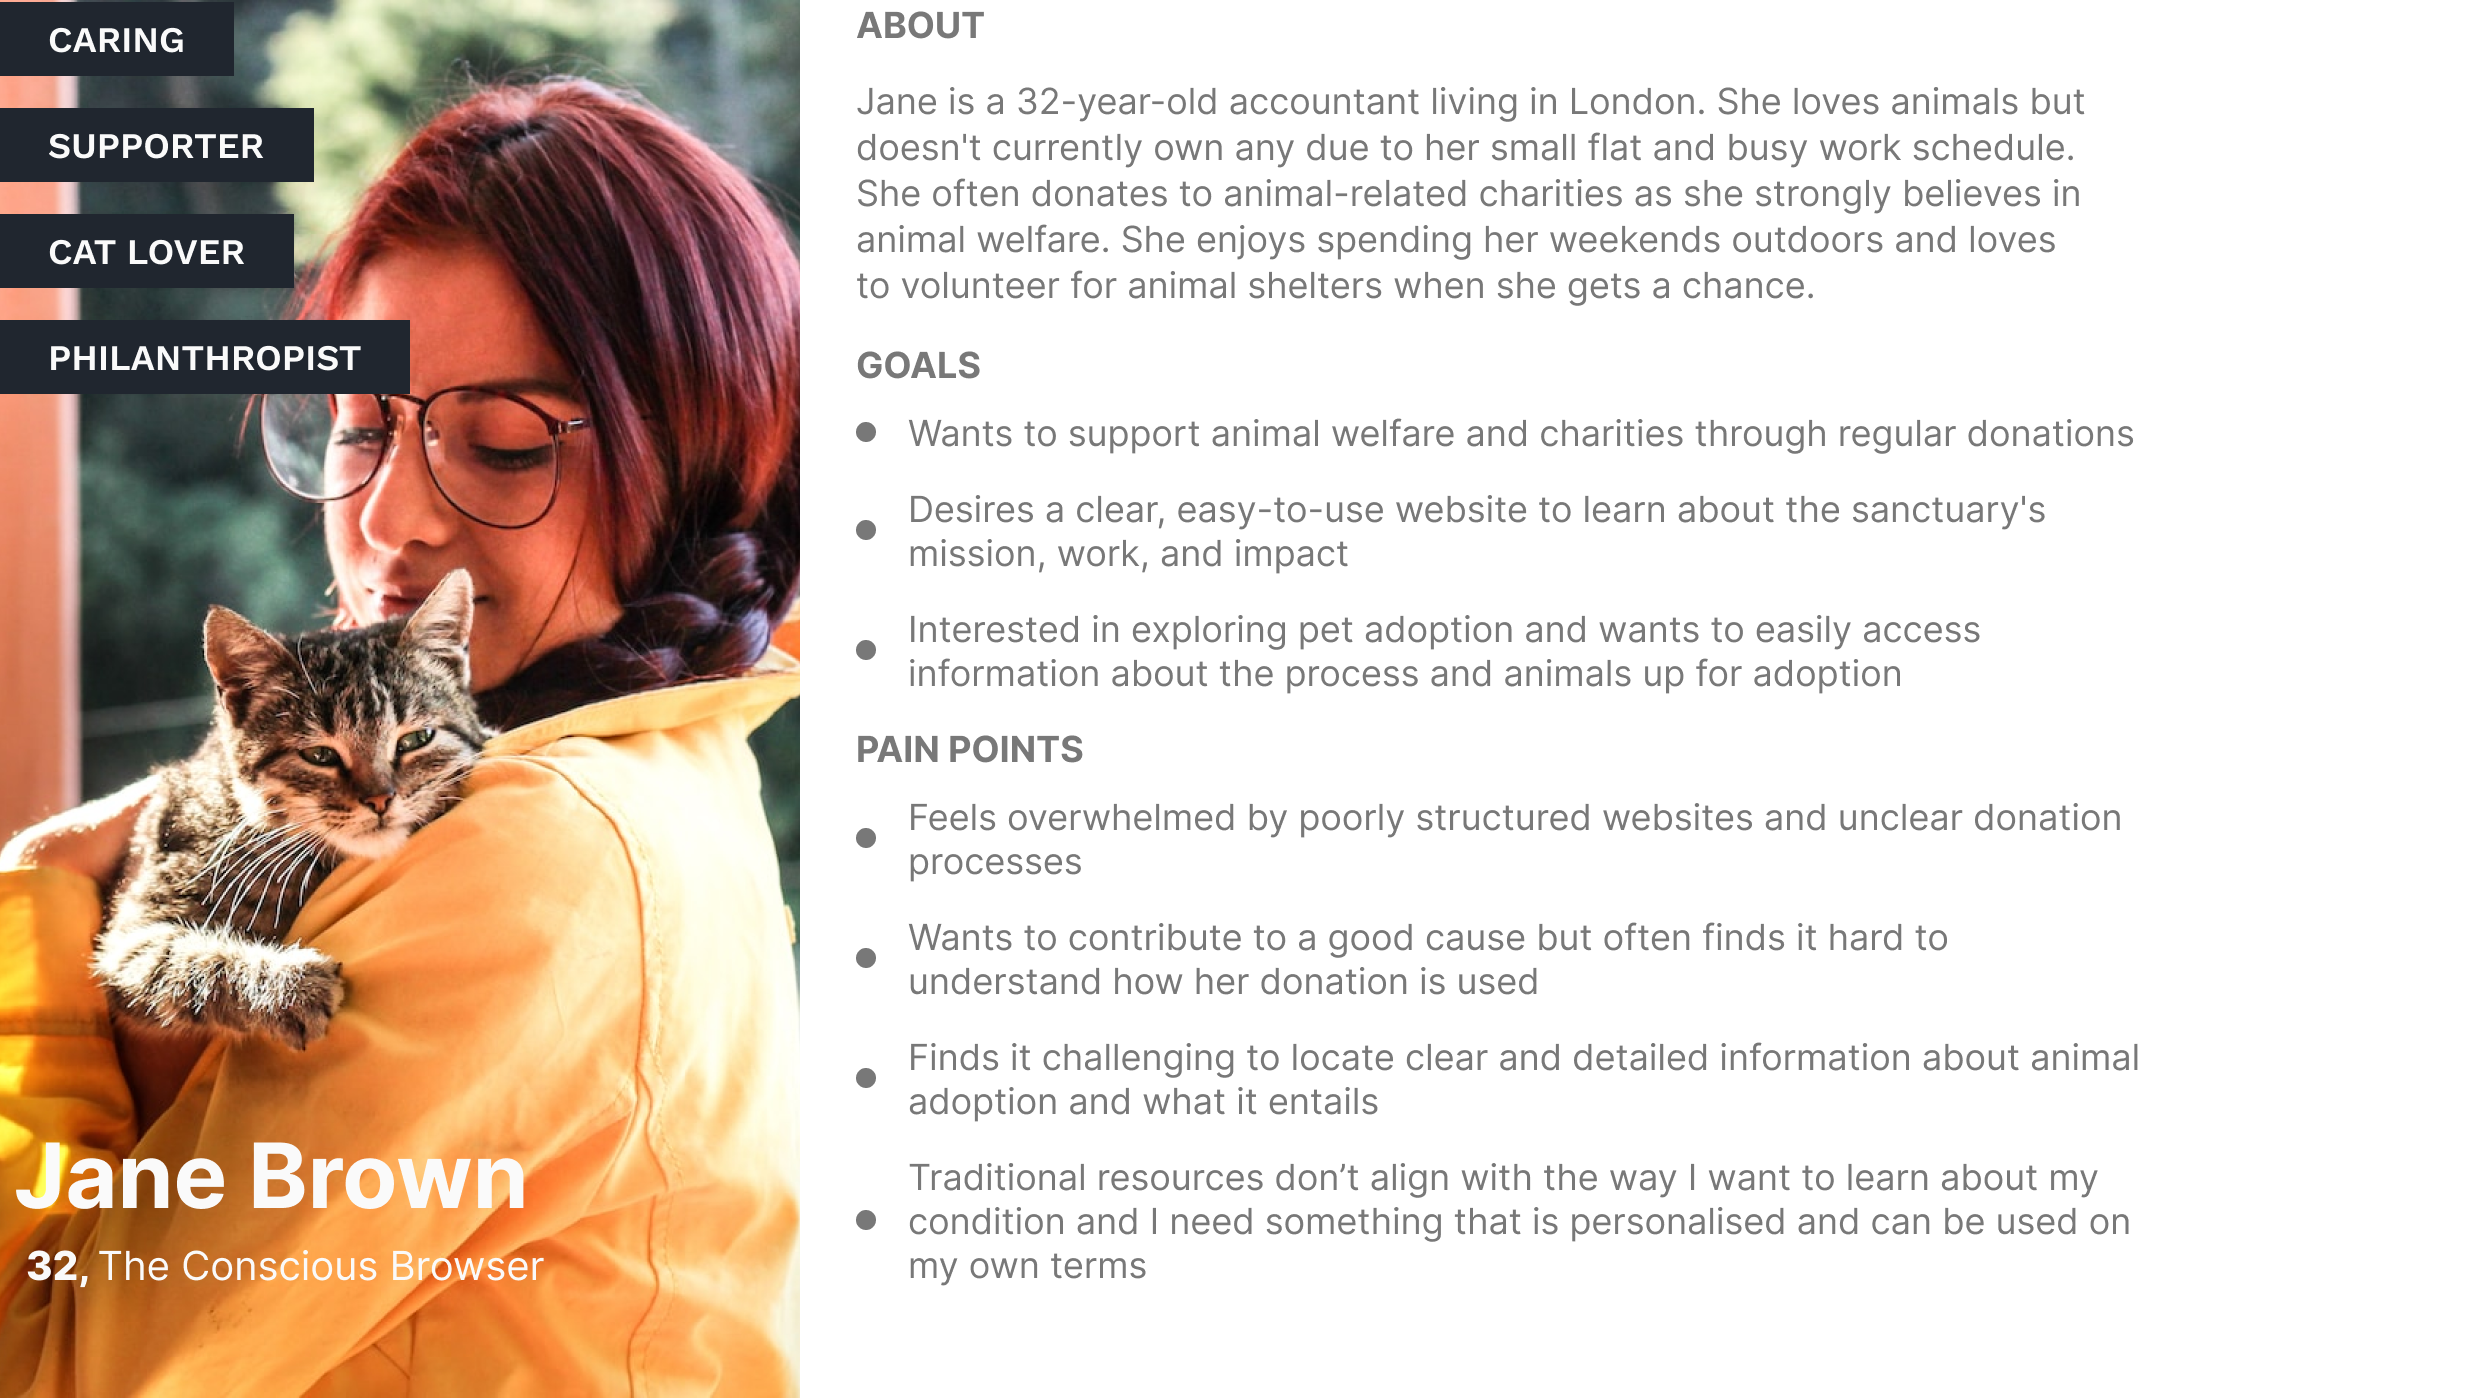 CARING
SUPPORTER
CAT LOVER
PHILANTHROPIST
Jane Brown
32, The Conscious Browser
ABOUT
Jane is a 32-year-old accountant living in London. She loves animals but
doesn't currently own any due to her small flat and busy work schedule.
She often donates to animal-related charities as she strongly believes in
animal welfare. She enjoys spending her weekends outdoors and loves
to volunteer for animal shelters when she gets a chance.
GOALS
Wants to support animal welfare and charities through regular donations
Desires a clear, easy-to-use website to learn about the sanctuary's
mission, work, and impact
Interested in exploring pet adoption and wants to easily access
information about the process and animals up for adoption
PAIN POINTS
Feels overwhelmed by poorly structured websites and unclear donation
processes
Wants to contribute to a good cause but often finds it hard to
understand how her donation is used
Finds it challenging to locate clear and detailed information about animal
adoption and what it entails
Traditional resources don’t align with the way I want to learn about my
condition and I need something that is personalised and can be used on
my own terms